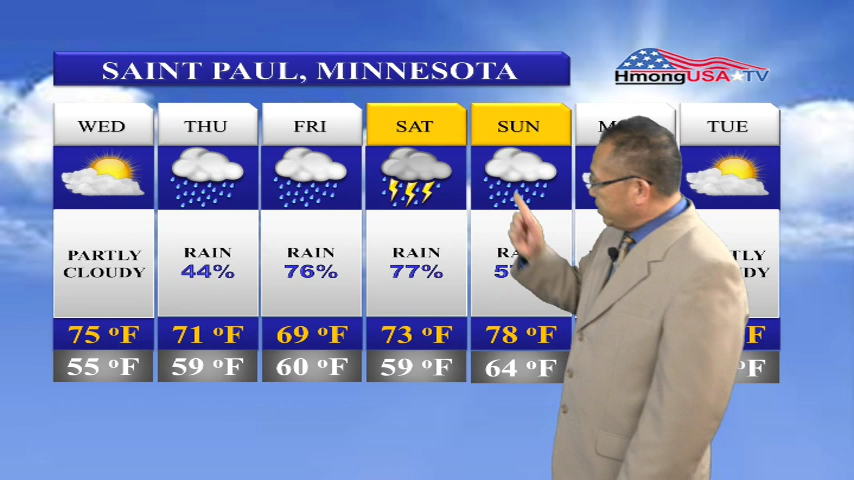 SAINT PAUL, MINNESOTA
HmongUSA★TV
WED THU FRI SAT SUN TUE
PARTLY CLOUDY
RAIN 44%
RAIN 76%
RAIN 77%
75 ºF 71 ºF 69 ºF 73 ºF 78 ºF
55 ºF 59 ºF 60 ºF 59 ºF 64 ºF